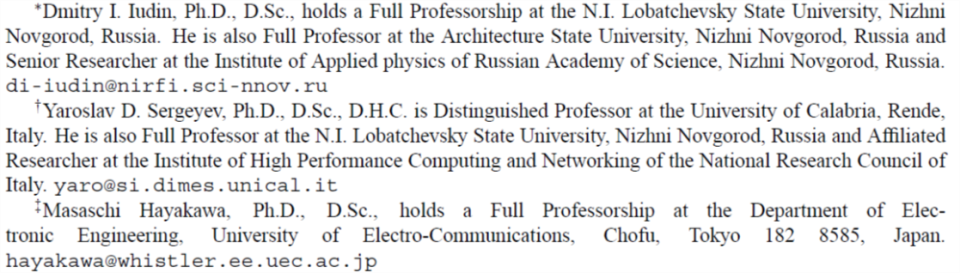 *Dmitry I. Iudin, Ph.D., D.Sc., holds a Full Professorship at the N.I. Lobatchevsky State University, Nizhni
Novgorod, Russia. He is also Full Professor at the Architecture State University, Nizhni Novgorod, Russia and
Senior Researcher at the Institute of Applied physics of Russian Academy of Science, Nizhni Novgorod, Russia.
di-iudin@nirfi.sci-nnov.ru
†Yaroslav D. Sergeyev, Ph.D., D.Sc., D.H.C. is Distinguished Professor at the University of Calabria, Rende,
Italy. He is also Full Professor at the N.I. Lobatchevsky State University, Nizhni Novgorod, Russia and Affiliated
Researcher at the Institute of High Performance Computing and Networking of the National Research Council of
Italy. yaro@si.dimes.unical.it
‡Masaschi Hayakawa, Ph.D., D.Sc., holds a Full Professorship at the Department of Elec-
tronic Engineering, University of Electro-Communications, Chofu, Tokyo 182 8585, Japan.
hayakawa@whistler.ee.uec.ac.jp